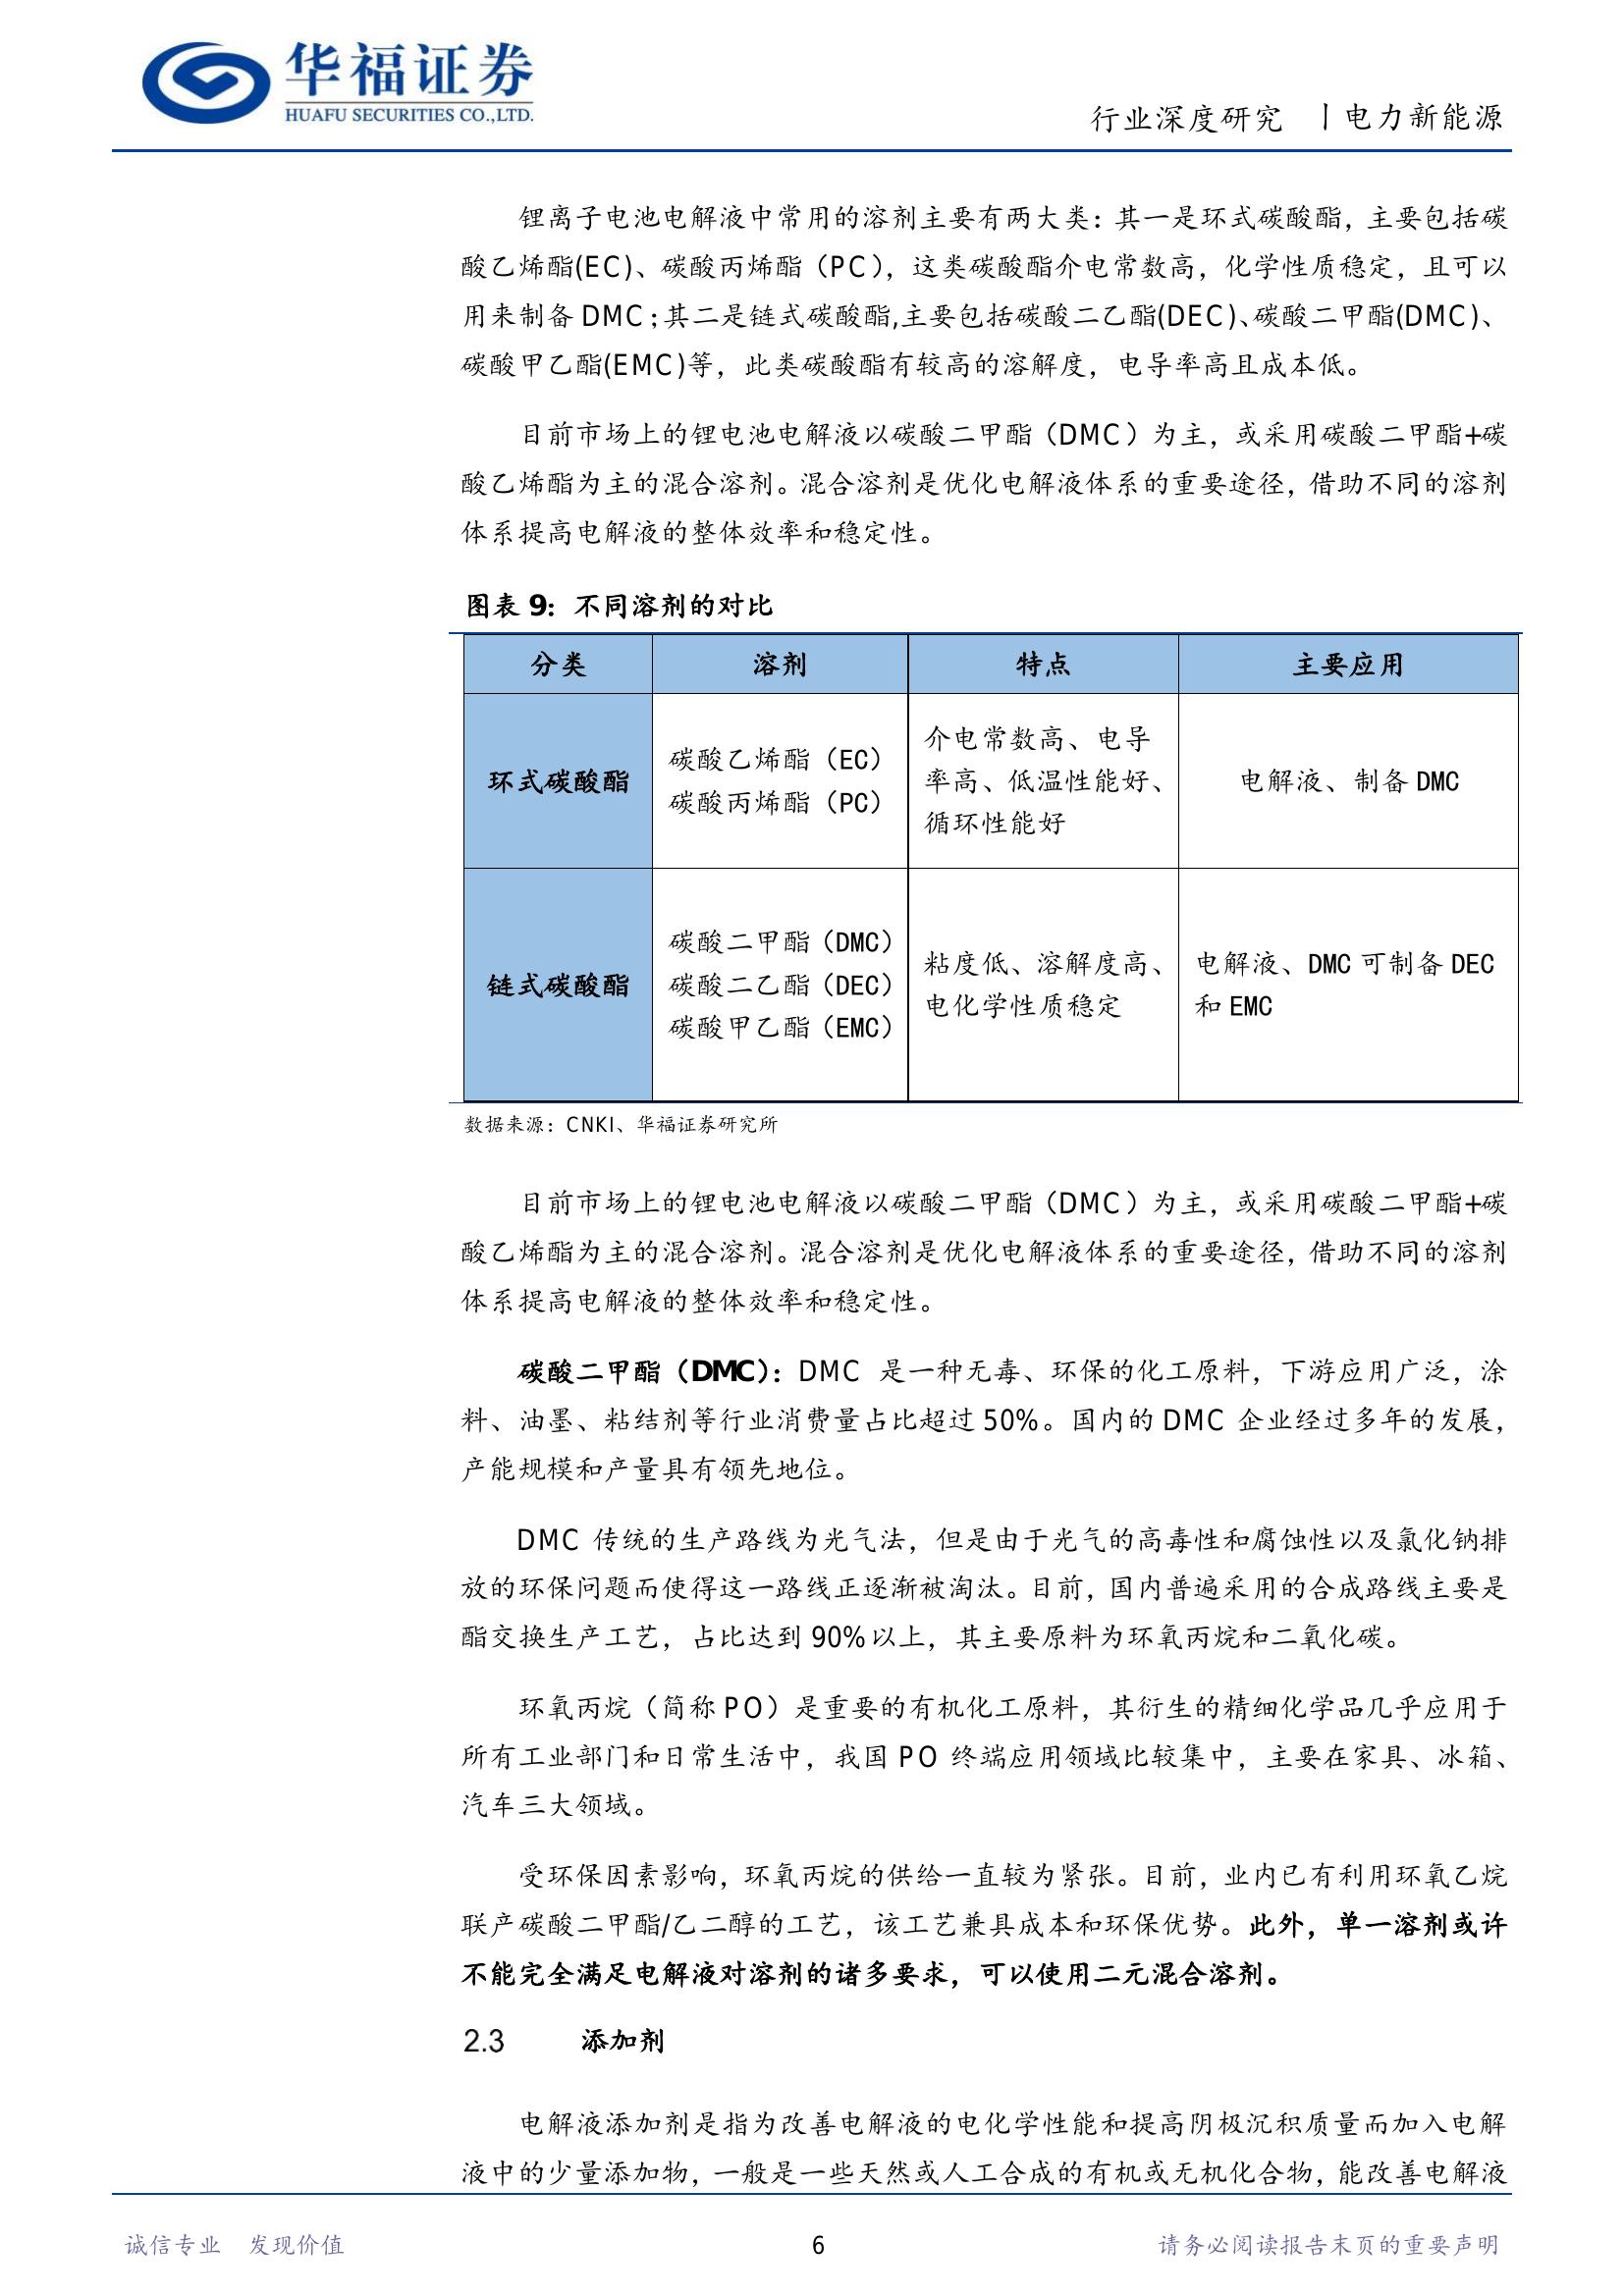 华福证券
HUAFU SECURITIES CO.,LTD.
行业深度研究 丨电力新能源
锂离子电池电解液中常用的溶剂主要有两大类：其一是环式碳酸酯，主要包括碳
酸乙烯酯(EC)、碳酸丙烯酯（PC），这类碳酸酯介电常数高，化学性质稳定，且可以
用来制备 DMC；其二是链式碳酸酯,主要包括碳酸二乙酯(DEC)、碳酸二甲酯(DMC)、
碳酸甲乙酯(EMC)等，此类碳酸酯有较高的溶解度，电导率高且成本低。
目前市场上的锂电池电解液以碳酸二甲酯（DMC）为主，或采用碳酸二甲酯+碳
酸乙烯酯为主的混合溶剂。混合溶剂是优化电解液体系的重要途径，借助不同的溶剂
体系提高电解液的整体效率和稳定性。
图表 9：不同溶剂的对比
分类 溶剂 特点 主要应用
环式碳酸酯
碳酸乙烯酯（EC）
碳酸丙烯酯（PC）
介电常数高、电导
率高、低温性能好、
循环性能好
电解液、制备 DMC
链式碳酸酯
碳酸二甲酯（DMC）
碳酸二乙酯（DEC）
碳酸甲乙酯（EMC）
粘度低、溶解度高、
电化学性质稳定
电解液、DMC 可制备 DEC
和 EMC
数据来源：CNKI、华福证券研究所
目前市场上的锂电池电解液以碳酸二甲酯（DMC）为主，或采用碳酸二甲酯+碳
酸乙烯酯为主的混合溶剂。混合溶剂是优化电解液体系的重要途径，借助不同的溶剂
体系提高电解液的整体效率和稳定性。
碳酸二甲酯（DMC）：DMC 是一种无毒、环保的化工原料，下游应用广泛，涂
料、油墨、粘结剂等行业消费量占比超过 50%。国内的 DMC 企业经过多年的发展，
产能规模和产量具有领先地位。
DMC 传统的生产路线为光气法，但是由于光气的高毒性和腐蚀性以及氯化钠排
放的环保问题而使得这一路线正逐渐被淘汰。目前，国内普遍采用的合成路线主要是
酯交换生产工艺，占比达到 90%以上，其主要原料为环氧丙烷和二氧化碳。
环氧丙烷（简称 PO）是重要的有机化工原料，其衍生的精细化学品几乎应用于
所有工业部门和日常生活中，我国 PO 终端应用领域比较集中，主要在家具、冰箱、
汽车三大领域。
受环保因素影响，环氧丙烷的供给一直较为紧张。目前，业内已有利用环氧乙烷
联产碳酸二甲酯/乙二醇的工艺，该工艺兼具成本和环保优势。此外，单一溶剂或许
不能完全满足电解液对溶剂的诸多要求，可以使用二元混合溶剂。
2.3 添加剂
电解液添加剂是指为改善电解液的电化学性能和提高阴极沉积质量而加入电解
液中的少量添加物，一般是一些天然或人工合成的有机或无机化合物，能改善电解液
诚信专业 发现价值 6 请务必阅读报告末页的重要声明